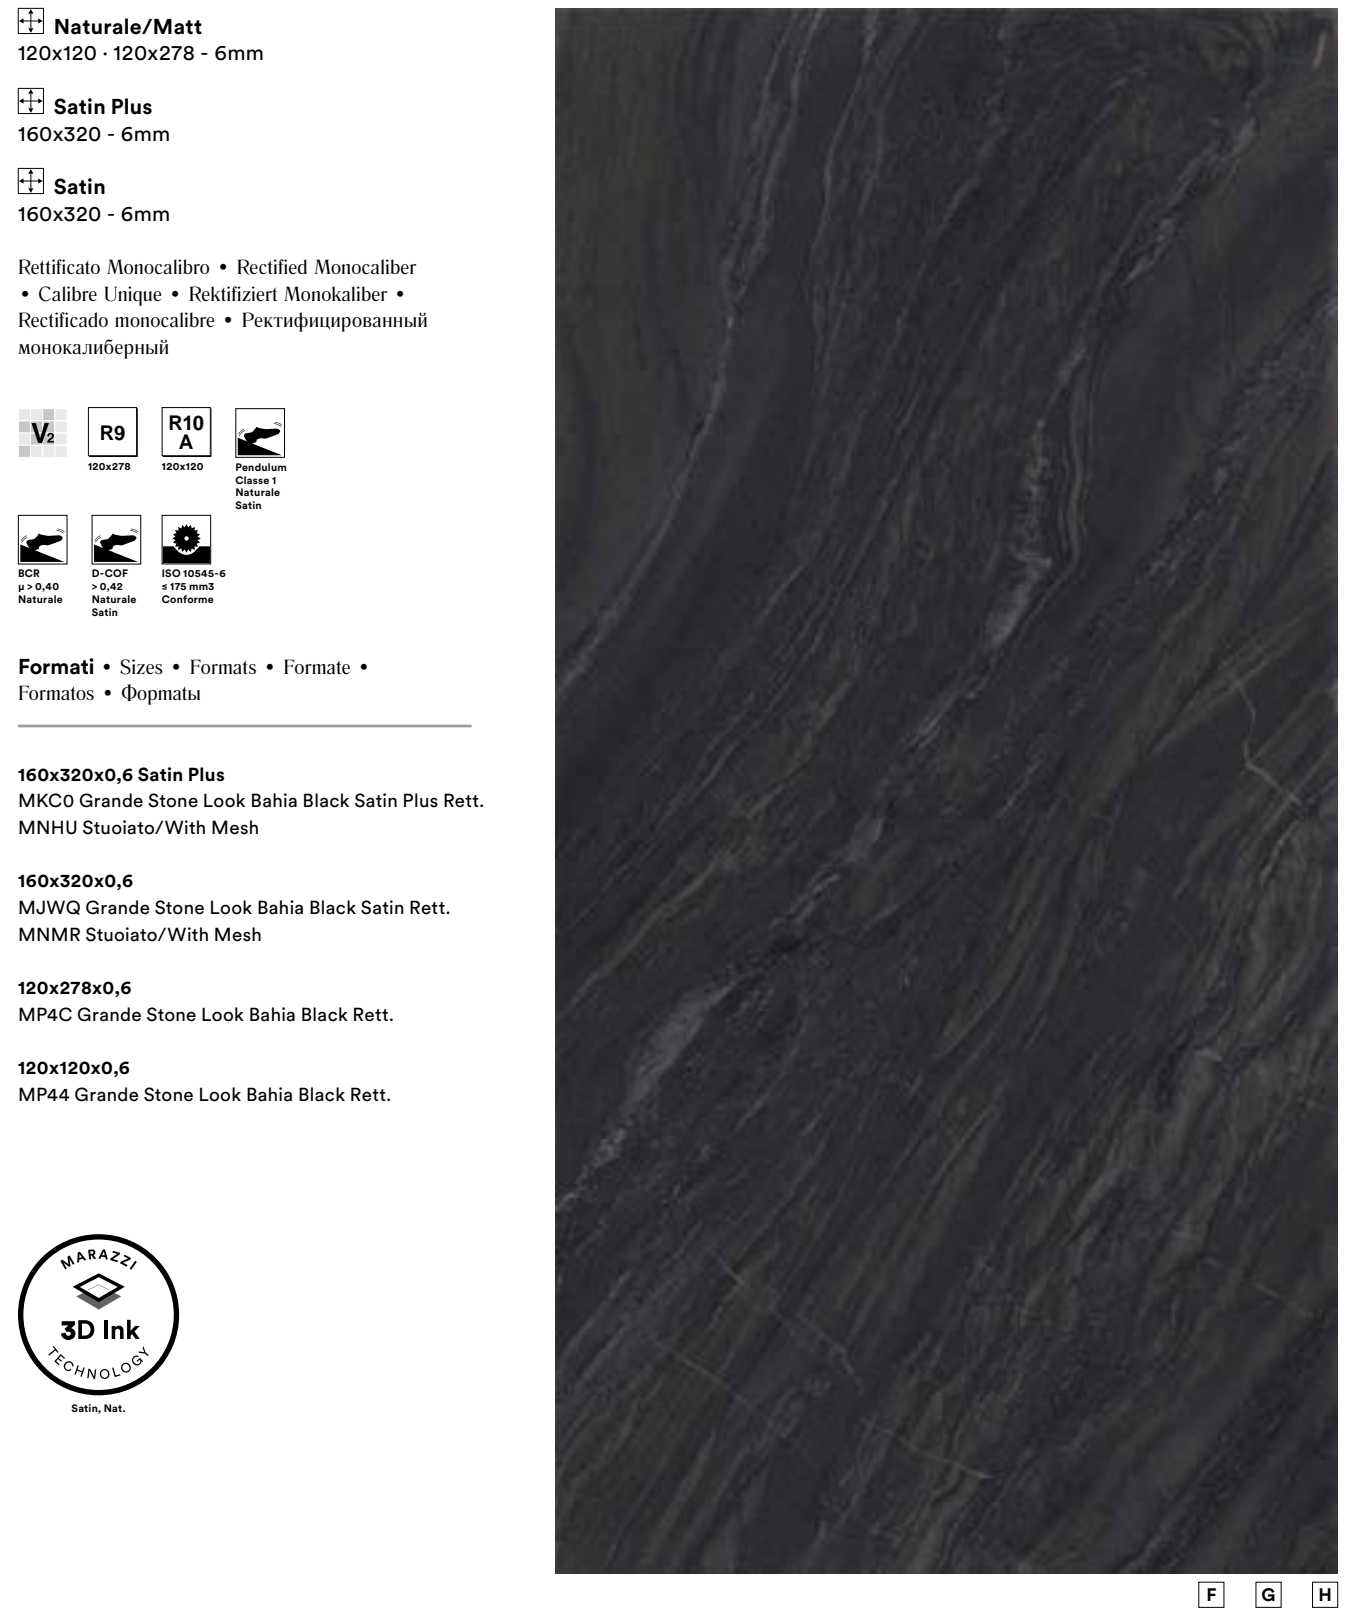 Naturale/Matt
120x120 · 120x278 - 6mm
Satin Plus
160x320 - 6mm
Satin
160x320 - 6mm
Rettificato Monocalibro • Rectified Monocaliber
• Calibre Unique • Rektifiziert Monokaliber •
Rectificado monocalibre • Ректифицированный
монокалиберный
V2
R9
120x278
R10
A
120x120
Pendulum
Classe 1
Naturale
Satin
BCR
µ > 0,40
Naturale
D-COF
> 0,42
Naturale
Satin
ISO 10545-6
≤ 175 mm3
Conforme
Formati • Sizes • Formats • Formate •
Formatos • Форматы
160x320x0,6 Satin Plus
MKC0 Grande Stone Look Bahia Black Satin Plus Rett.
MNHU Stuoiato/With Mesh
160x320x0,6
MJWQ Grande Stone Look Bahia Black Satin Rett.
MNMR Stuoiato/With Mesh
120x278x0,6
MP4C Grande Stone Look Bahia Black Rett.
120x120x0,6
MP44 Grande Stone Look Bahia Black Rett.
MARAZZI
3D Ink
TECHNOLOGY
Satin, Nat.
F G H